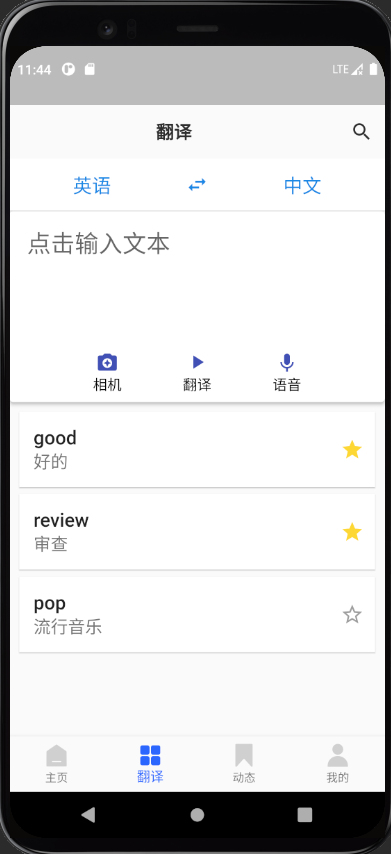 11:44
LTE
翻译
英语
中文
点击输入文本
相机
翻译
语音
good
好的
review
审查
pop
流行音乐
主页
翻译
动态
我的